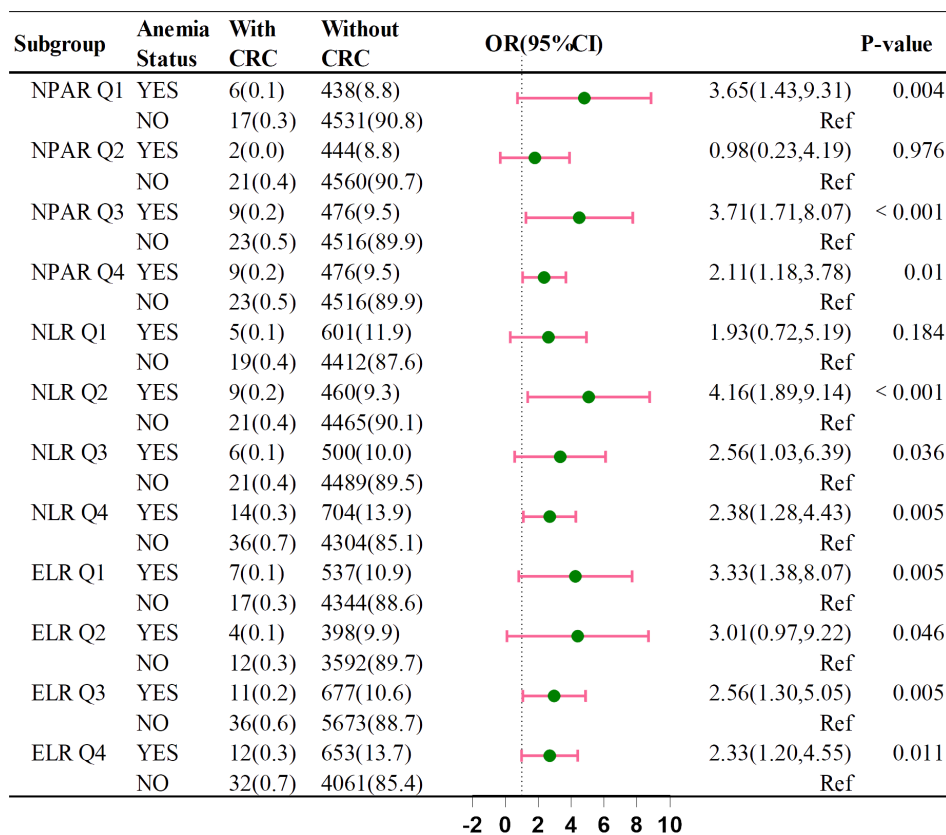 Subgroup Anemia Status With CRC Without CRC OR(95%CI) P-value
NPAR Q1 YES 6(0.1) 438(8.8) 3.65(1.43,9.31) 0.004
NO 17(0.3) 4531(90.8) Ref
NPAR Q2 YES 2(0.0) 444(8.8) 0.98(0.23,4.19) 0.976
NO 21(0.4) 4560(90.7) Ref
NPAR Q3 YES 9(0.2) 476(9.5) 3.71(1.71,8.07) < 0.001
NO 23(0.5) 4516(89.9) Ref
NPAR Q4 YES 9(0.2) 476(9.5) 2.11(1.18,3.78) 0.01
NO 23(0.5) 4516(89.9) Ref
NLR Q1 YES 5(0.1) 601(11.9) 1.93(0.72,5.19) 0.184
NO 19(0.4) 4412(87.6) Ref
NLR Q2 YES 9(0.2) 460(9.3) 4.16(1.89,9.14) < 0.001
NO 21(0.4) 4465(90.1) Ref
NLR Q3 YES 6(0.1) 500(10.0) 2.56(1.03,6.39) 0.036
NO 21(0.4) 4489(89.5) Ref
NLR Q4 YES 14(0.3) 704(13.9) 2.38(1.28,4.43) 0.005
NO 36(0.7) 4304(85.1) Ref
ELR Q1 YES 7(0.1) 537(10.9) 3.33(1.38,8.07) 0.005
NO 17(0.3) 4344(88.6) Ref
ELR Q2 YES 4(0.1) 398(9.9) 3.01(0.97,9.22) 0.046
NO 12(0.3) 3592(89.7) Ref
ELR Q3 YES 11(0.2) 677(10.6) 2.56(1.30,5.05) 0.005
NO 36(0.6) 5673(88.7) Ref
ELR Q4 YES 12(0.3) 653(13.7) 2.33(1.20,4.55) 0.011
NO 32(0.7) 4061(85.4) Ref
-2 0 2 4 6 8 10